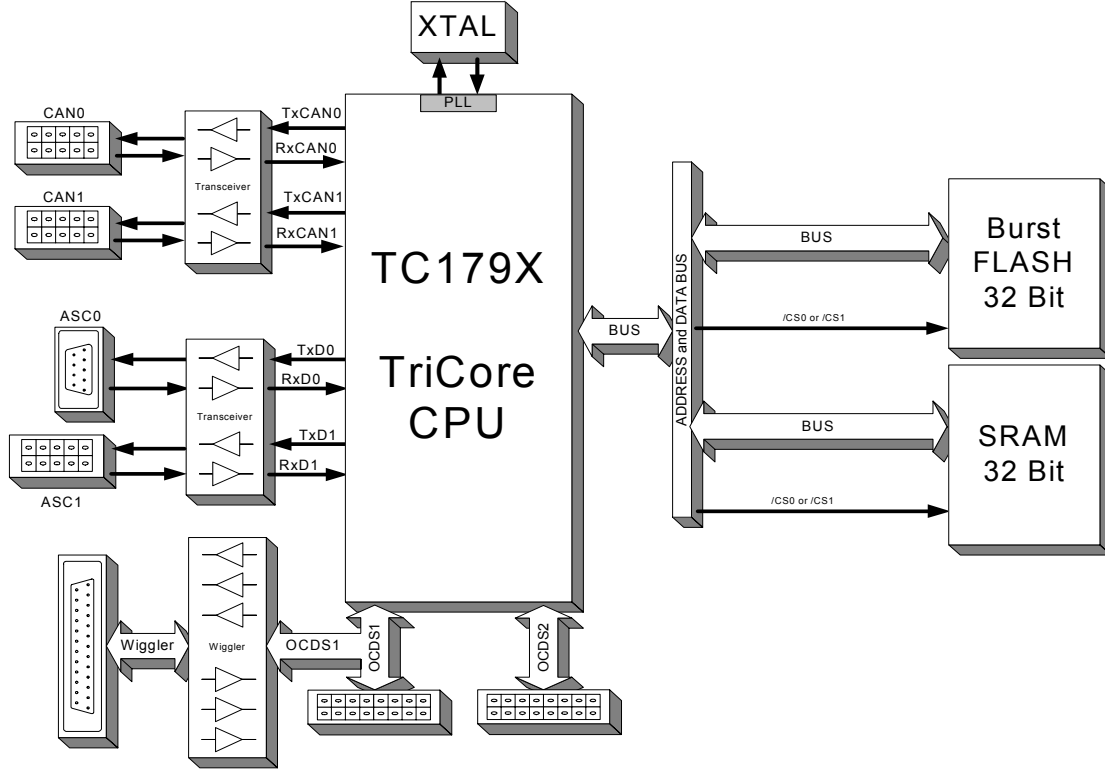 XTAL
PLL
CAN0
TxCAN0
RxCAN0
Transceiver
CAN1
TxCAN1
RxCAN1
TC179X
TriCore
CPU
ASC0
TxD0
RxD0
Transceiver
TxD1
RxD1
ASC1
BUS
ADDRESS and DATA BUS
BUS
Burst
FLASH
32 Bit
/CS0 or /CS1
BUS
SRAM
32 Bit
/CS0 or /CS1
Wiggler
Wiggler
OCDS1
OCDS1
OCDS2